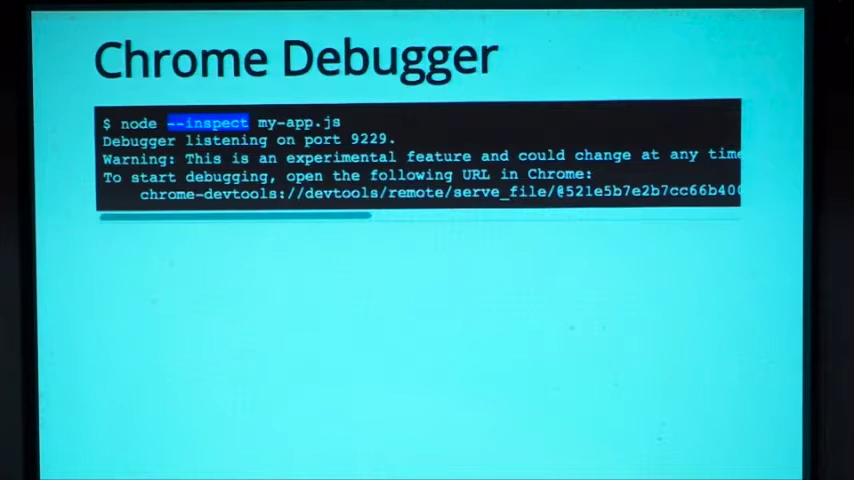 Chrome Debugger
$ node --inspect my-app.js
Debugger listening on port 9229.
Warning: This is an experimental feature and could change at any time
To start debugging, open the following URL in Chrome:
chrome-devtools://devtools/remote/serve_file/@521e5b7e2b7cc66b400